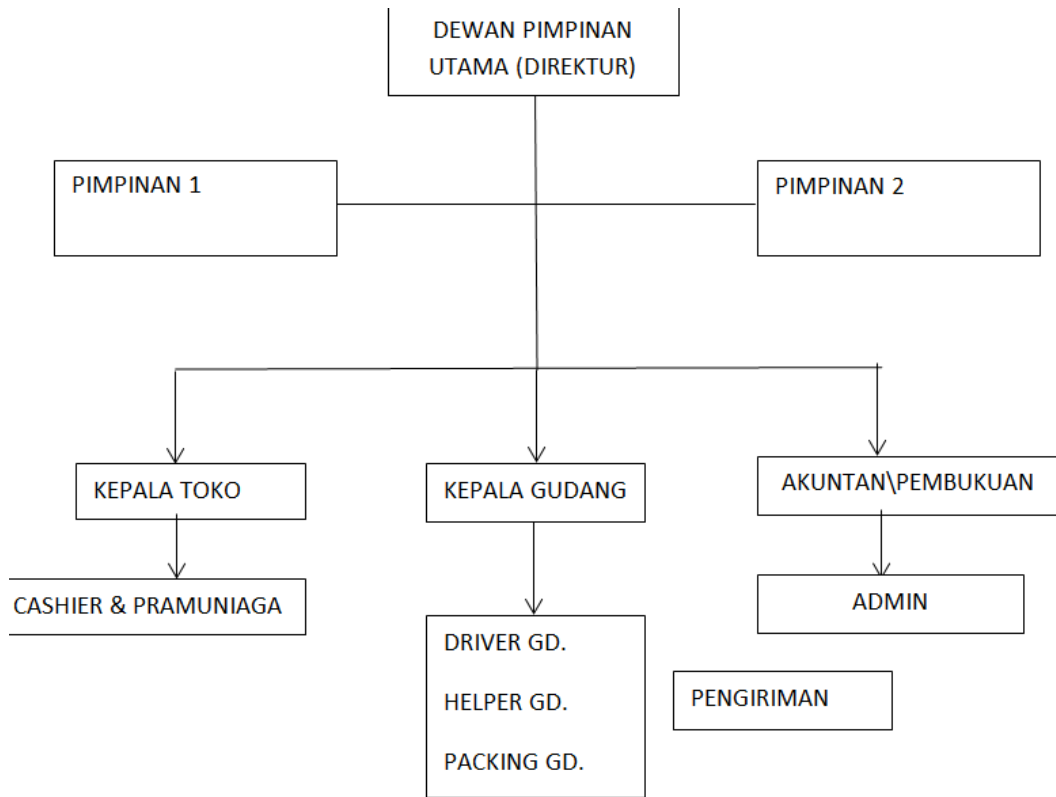 DEWAN PIMPINAN
UTAMA (DIREKTUR)
PIMPINAN 1
PIMPINAN 2
KEPALA TOKO
KEPALA GUDANG
AKUNTAN\PEMBUKUAN
CASHIER & PRAMUNIAGA
ADMIN
DRIVER GD.
HELPER GD.
PACKING GD.
PENGIRIMAN